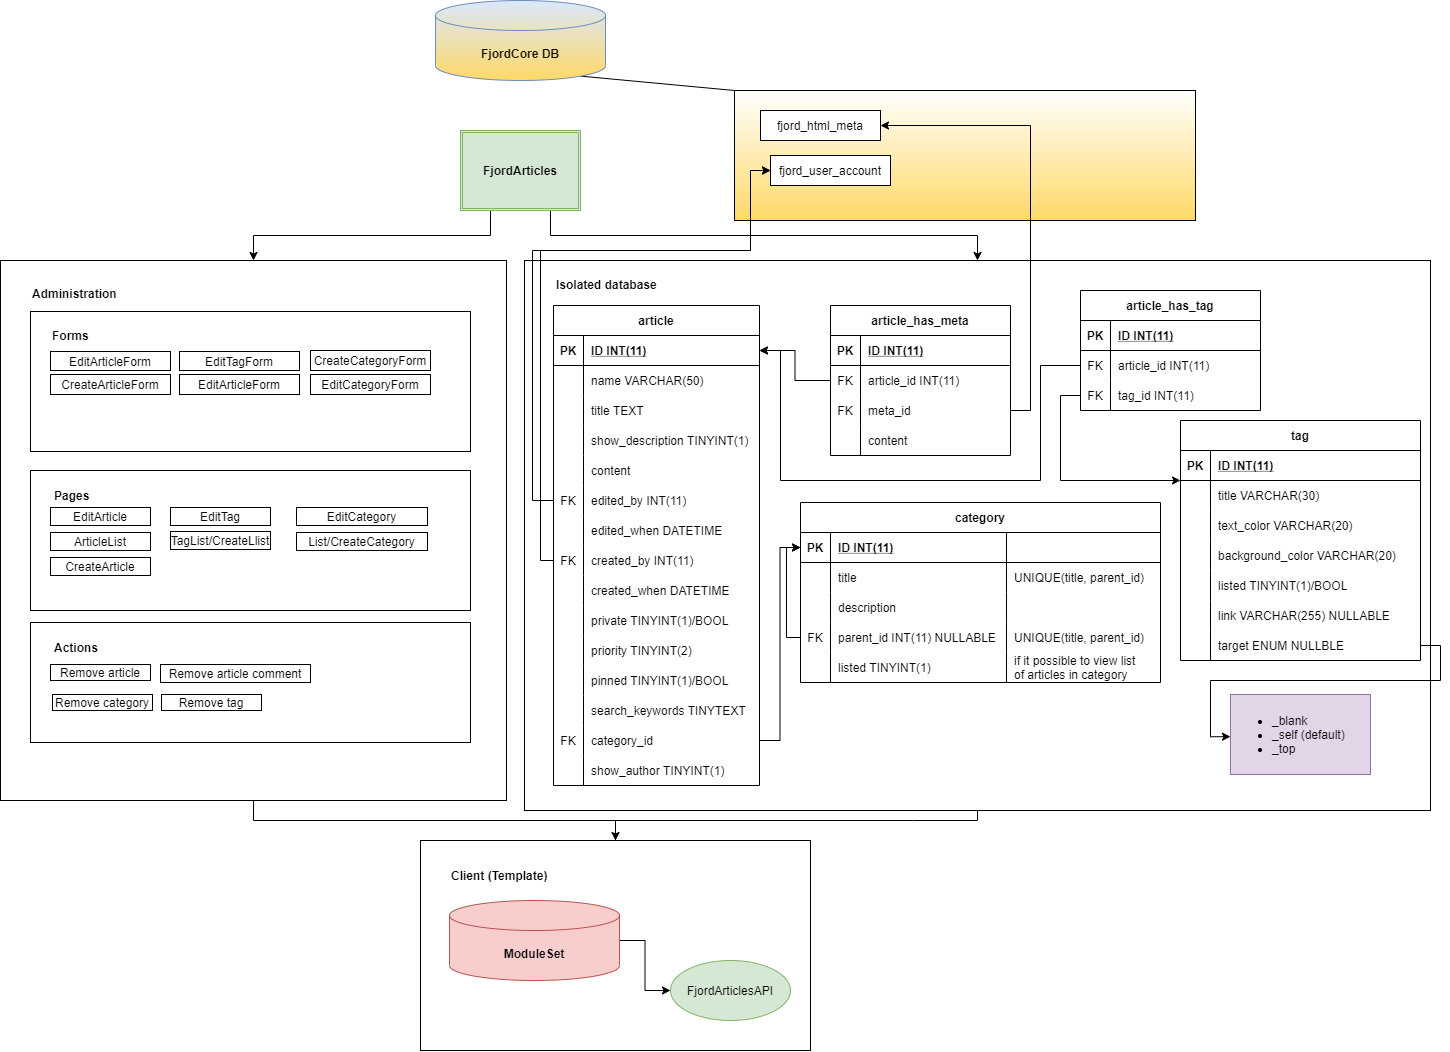 FjordCore DB
fjord_html_meta
fjord_user_account
FjordArticles
Administration
Forms
EditArticleForm
EditTagForm
CreateCategoryForm
CreateArticleForm
EditArticleForm
EditCategoryForm
Pages
EditArticle
EditTag
EditCategory
ArticleList
TagList/CreateLlist
List/CreateCategory
CreateArticle
Actions
Remove article
Remove article comment
Remove category
Remove tag
Isolated database
article
PK ID INT(11)
name VARCHAR(50)
title TEXT
show_description TINYINT(1)
content
FK edited_by INT(11)
edited_when DATETIME
FK created_by INT(11)
created_when DATETIME
private TINYINT(1)/BOOL
priority TINYINT(2)
pinned TINYINT(1)/BOOL
search_keywords TINYTEXT
FK category_id
show_author TINYINT(1)
article_has_meta
PK ID INT(11)
FK article_id INT(11)
FK meta_id
content
article_has_tag
PK ID INT(11)
FK article_id INT(11)
FK tag_id INT(11)
tag
PK ID INT(11)
title VARCHAR(30)
text_color VARCHAR(20)
background_color VARCHAR(20)
listed TINYINT(1)/BOOL
link VARCHAR(255) NULLABLE
target ENUM NULLBLE
category
PK ID INT(11)
title UNIQUE(title, parent_id)
description
FK parent_id INT(11) NULLABLE UNIQUE(title, parent_id)
listed TINYINT(1) if it possible to view list
of articles in category
• _blank
• _self (default)
• _top
Client (Template)
ModuleSet
FjordArticlesAPI